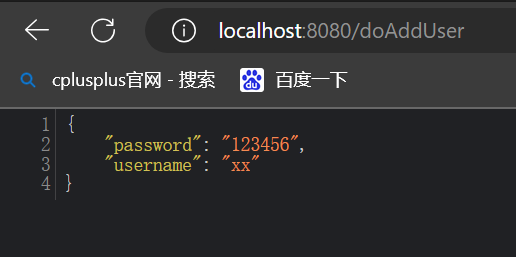 localhost:8080/doAddUser
cplusplus官网 - 搜索 du 百度一下
1 {
2 "password": "123456",
3 "username": "xx"
4 }